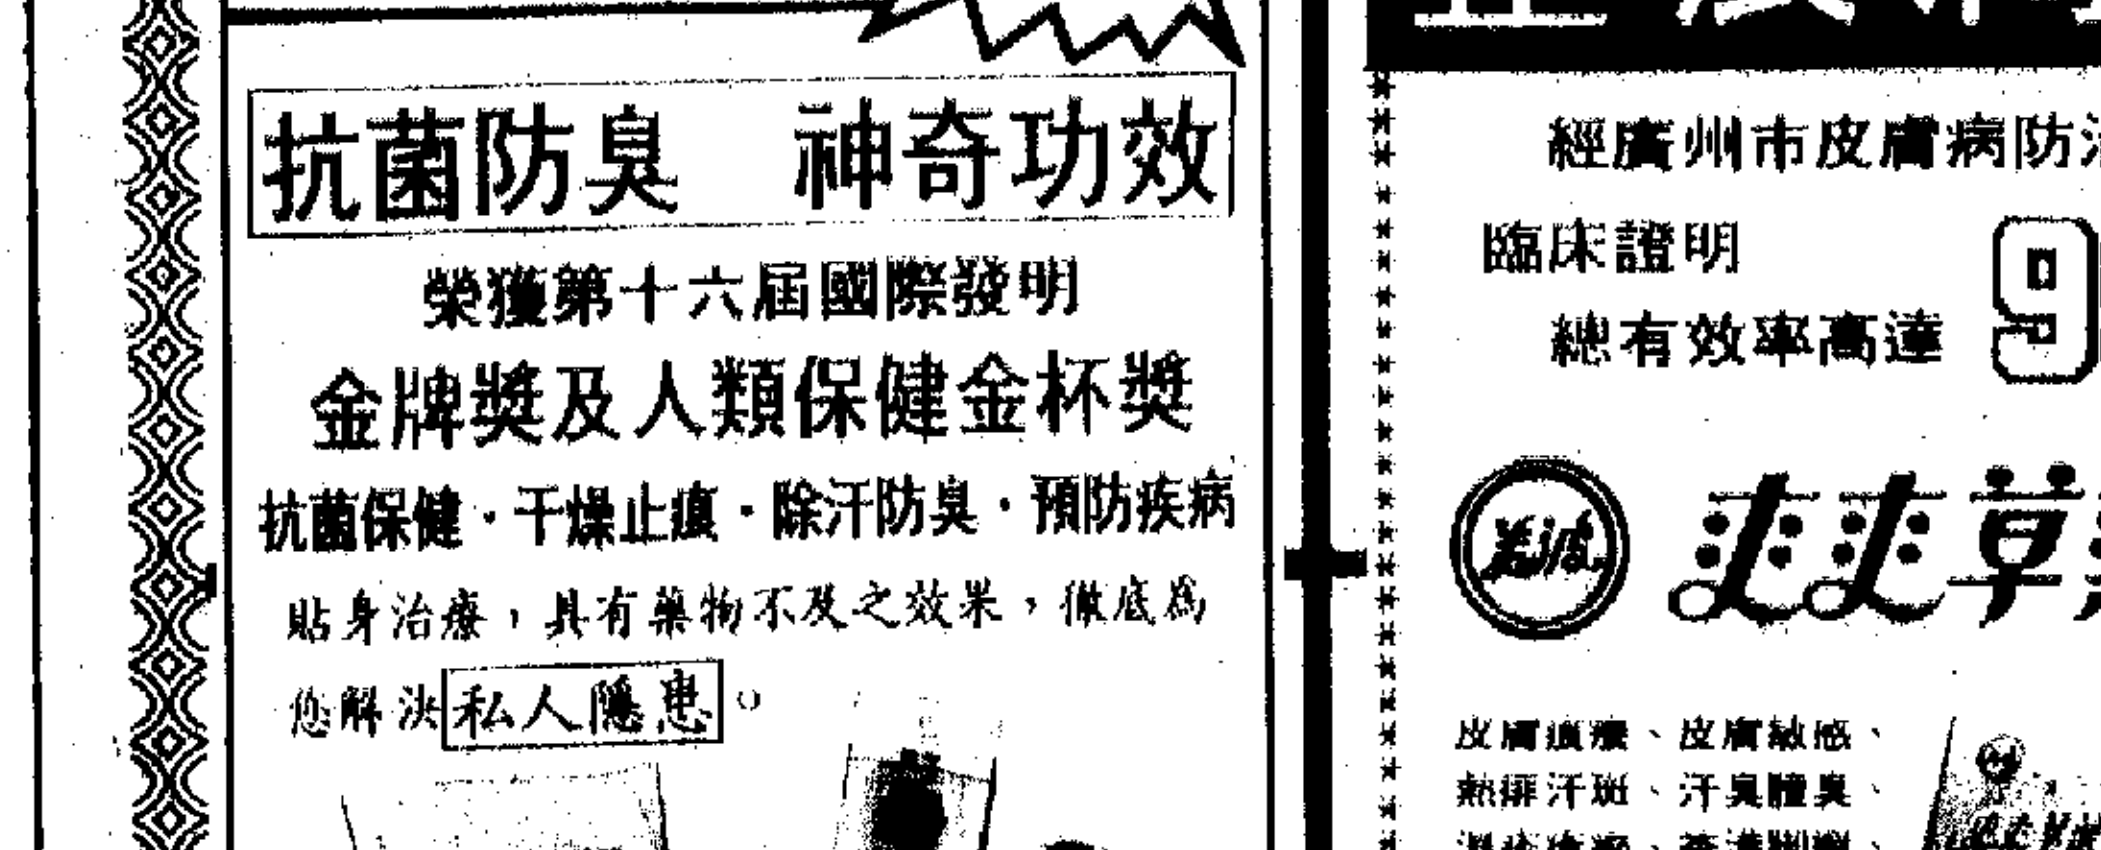 抗菌防臭 神奇功效
榮獲第十六屆國際發明
金牌獎及人類保健金杯獎
抗菌保健·干燥止痕·除汗防臭·預防疾病
貼身治療，具有藥物不及之效果，徹底為
您解決私人隱患。
經廣州市皮膚病防
臨床證明
總有效率高達 9
皮膚痕癢、皮膚敏感、
熱痱汗斑、汗臭體臭、